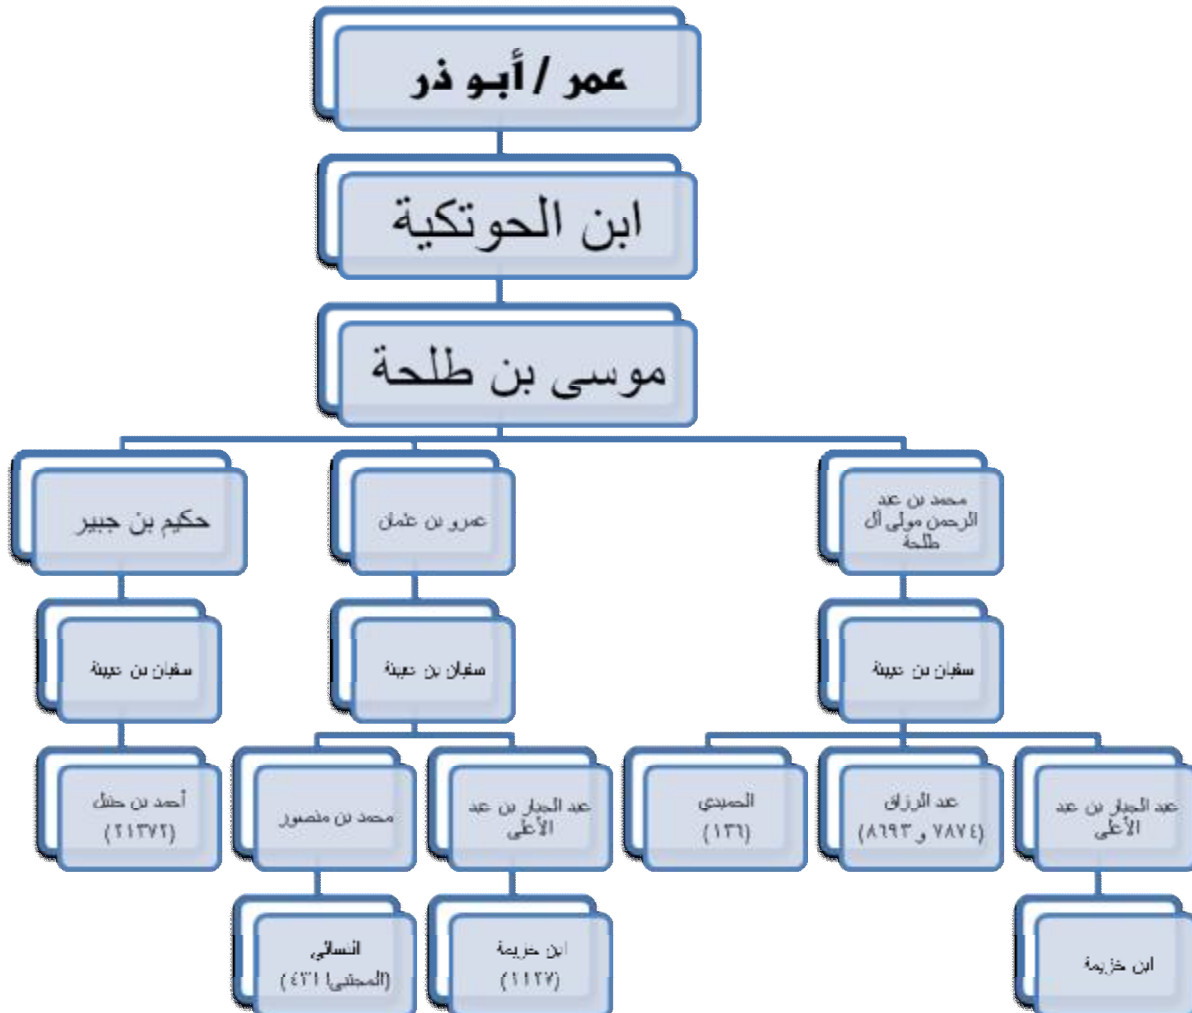 عمر / أبو ذر
ابن الحوتكية
موسى بن طلحة
محمد بن عبد
الرحمن مولى آل
طلحة
عمرو بن عثمان
حكيم بن جبير
سفيان بن عيينة
سفيان بن عيينة
سفيان بن عيينة
عبد الجبار بن عبد
الأعلى
عبد الرزاق
(٧٨٧٤ و ٨٦٩٣)
الحميدي
(١٣٦)
عبد الجبار بن عبد
الأعلى
محمد بن منصور
أحمد بن حنبل
(٢١٣٧٢)
ابن خزيمة
ابن خزيمة
(٢١٢٧)
النسائي
(المجتبى